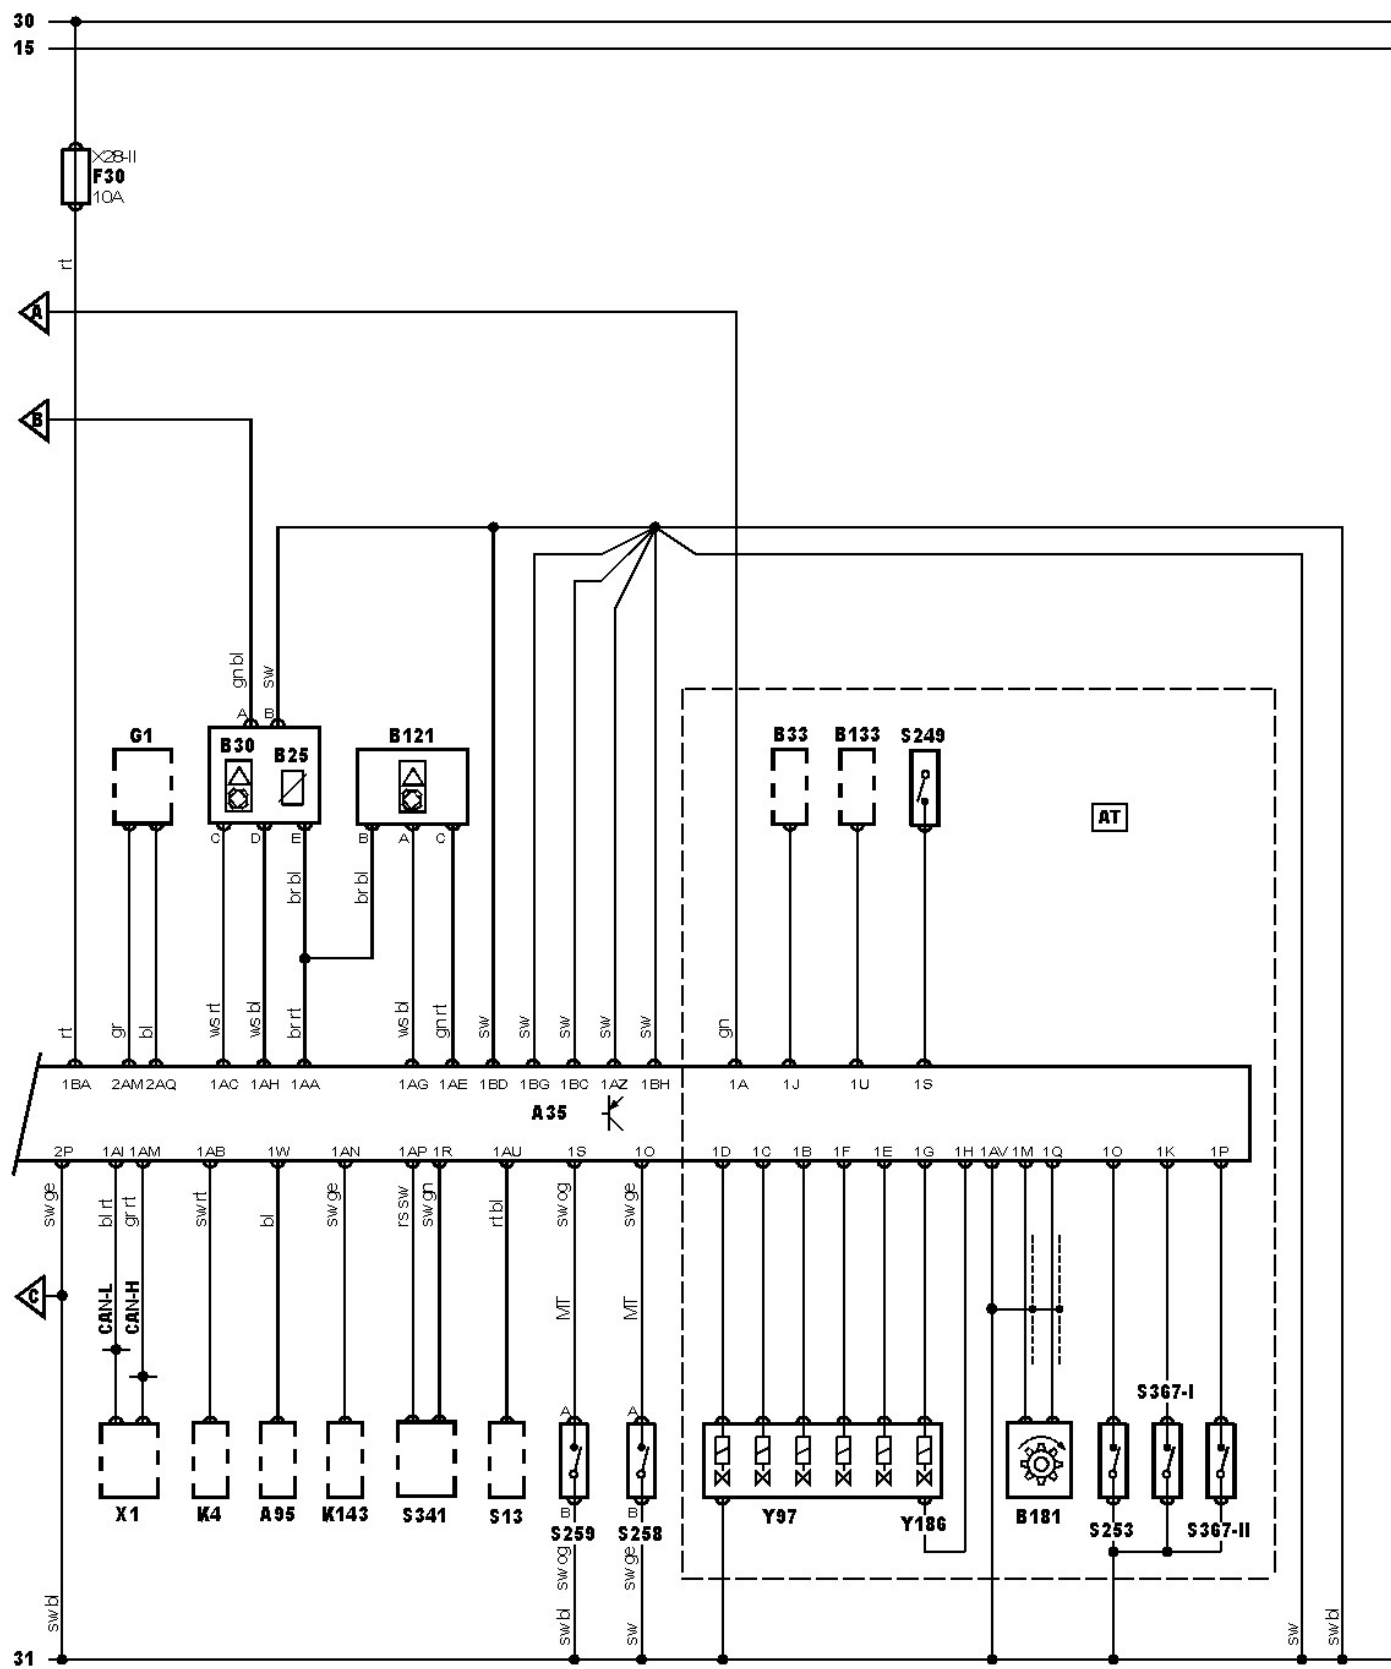 30
15
X28-II
F30
10A
rt
A
B
gn bl
sw
A B
G1
B30
B25
B121
B33 B133 S249
AT
C D E B A C
br bl
br bl
rt
gr
bl
ws rt
ws bl
br rt
ws bl
gn rt
sw
sw
sw
sw
sw
gn
1BA 2AM 2AQ 1AC 1AH 1AA 1AG 1AE 1BD 1BG 1BC 1AZ 1BH 1A 1J 1U 1S
A35
2P 1AI 1AM 1AB 1W 1AN 1AP 1R 1AU 1S 1O 1D 1C 1B 1F 1E 1G 1H 1AV 1M 1Q 1O 1K 1P
sw ge
bl rt
gr rt
sw rt
bl
sw ge
rs sw
sw gn
rt bl
sw og
sw ge
C
CAN-L
CAN-H
MT
MT
S367-I
A A
X1 K4 A95 K143 S341 S13
B B
S259 S258
Y97 Y186 B181 S253 S367-II
sw og
sw ge
sw bl
sw bl
sw
sw
sw bl
31